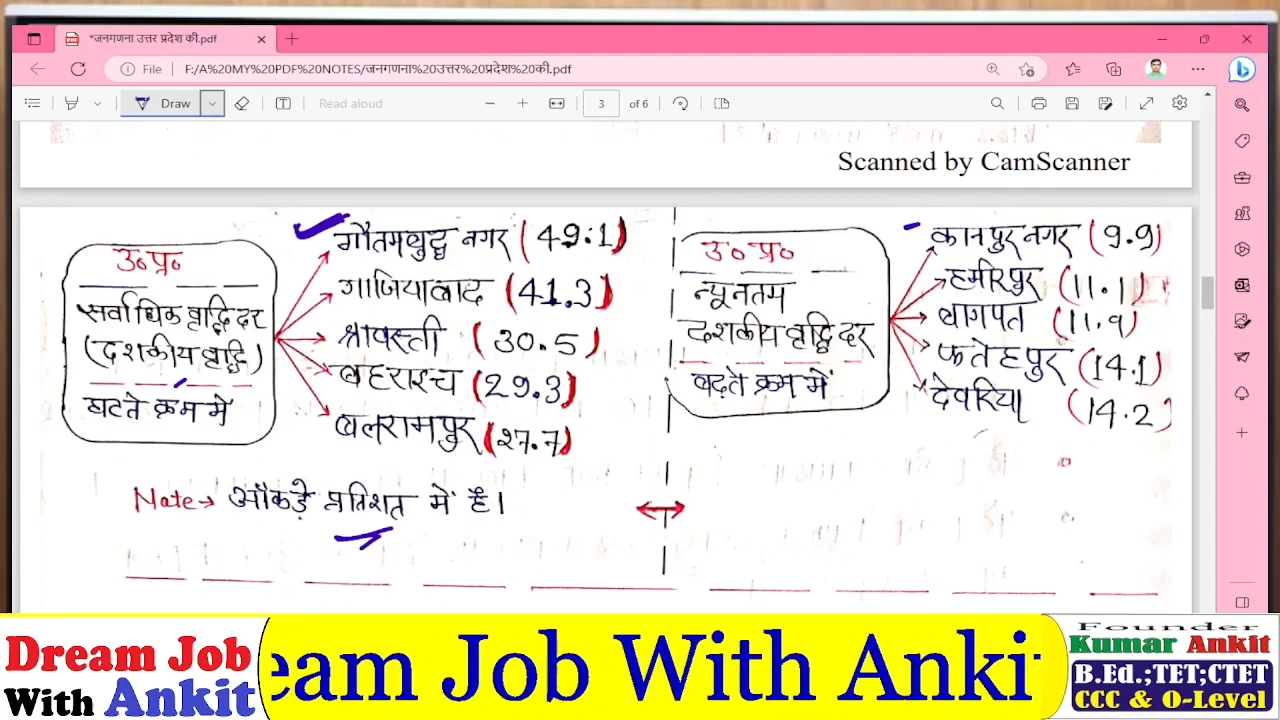 *जनगणना उत्तर प्रदेश की.pdf
File
F:/A%20MY%20PDF%20NOTES/जनगणना%20उत्तर%20प्रदेश%20की.pdf
Draw
Read aloud
3 of 6
Scanned by CamScanner
उ०प्र०
सर्वाधिक वृद्धि दर
(दशकीय वृद्धि)
घटते क्रम में
गौतमबुद्ध नगर (49.1)
गाजियाबाद (41.3)
श्रावस्ती (30.5)
बहराइच (29.3)
बलरामपुर (27.7)
उ० प्र०
न्यूनतम
दशकीय वृद्धि दर
बढ़ते क्रम में
कानपुर नगर (9.9)
हमीरपुर (11.1)
बागपत (11.9)
फतेहपुर (14.1)
देवरिया (14.2)
Note → आँकड़े प्रतिशत में है।
Dream Job
With Ankit
eam Job With Anki
Founder
Kumar Ankit
B.Ed.;TET;CTET
CCC & O-Level